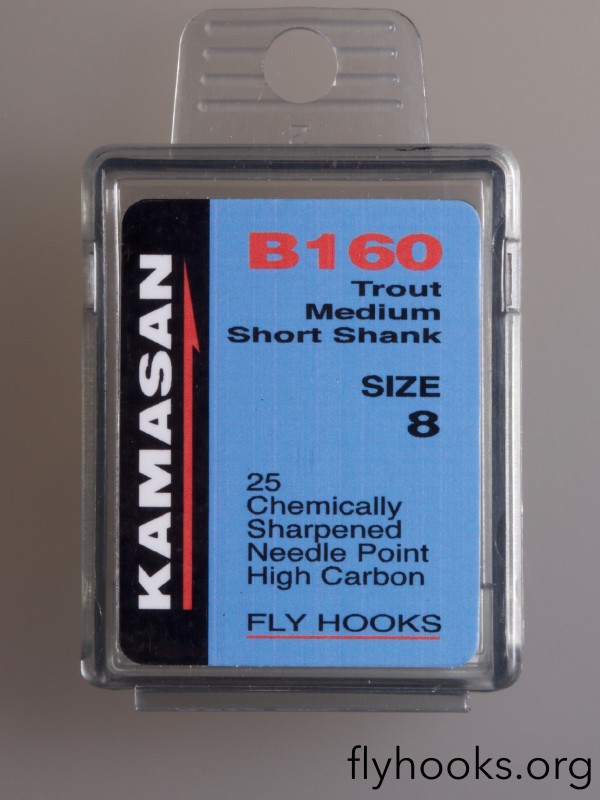 KAMASAN
B160
Trout
Medium
Short Shank
SIZE
8
25
Chemically
Sharpened
Needle Point
High Carbon
FLY HOOKS
flyhooks.org